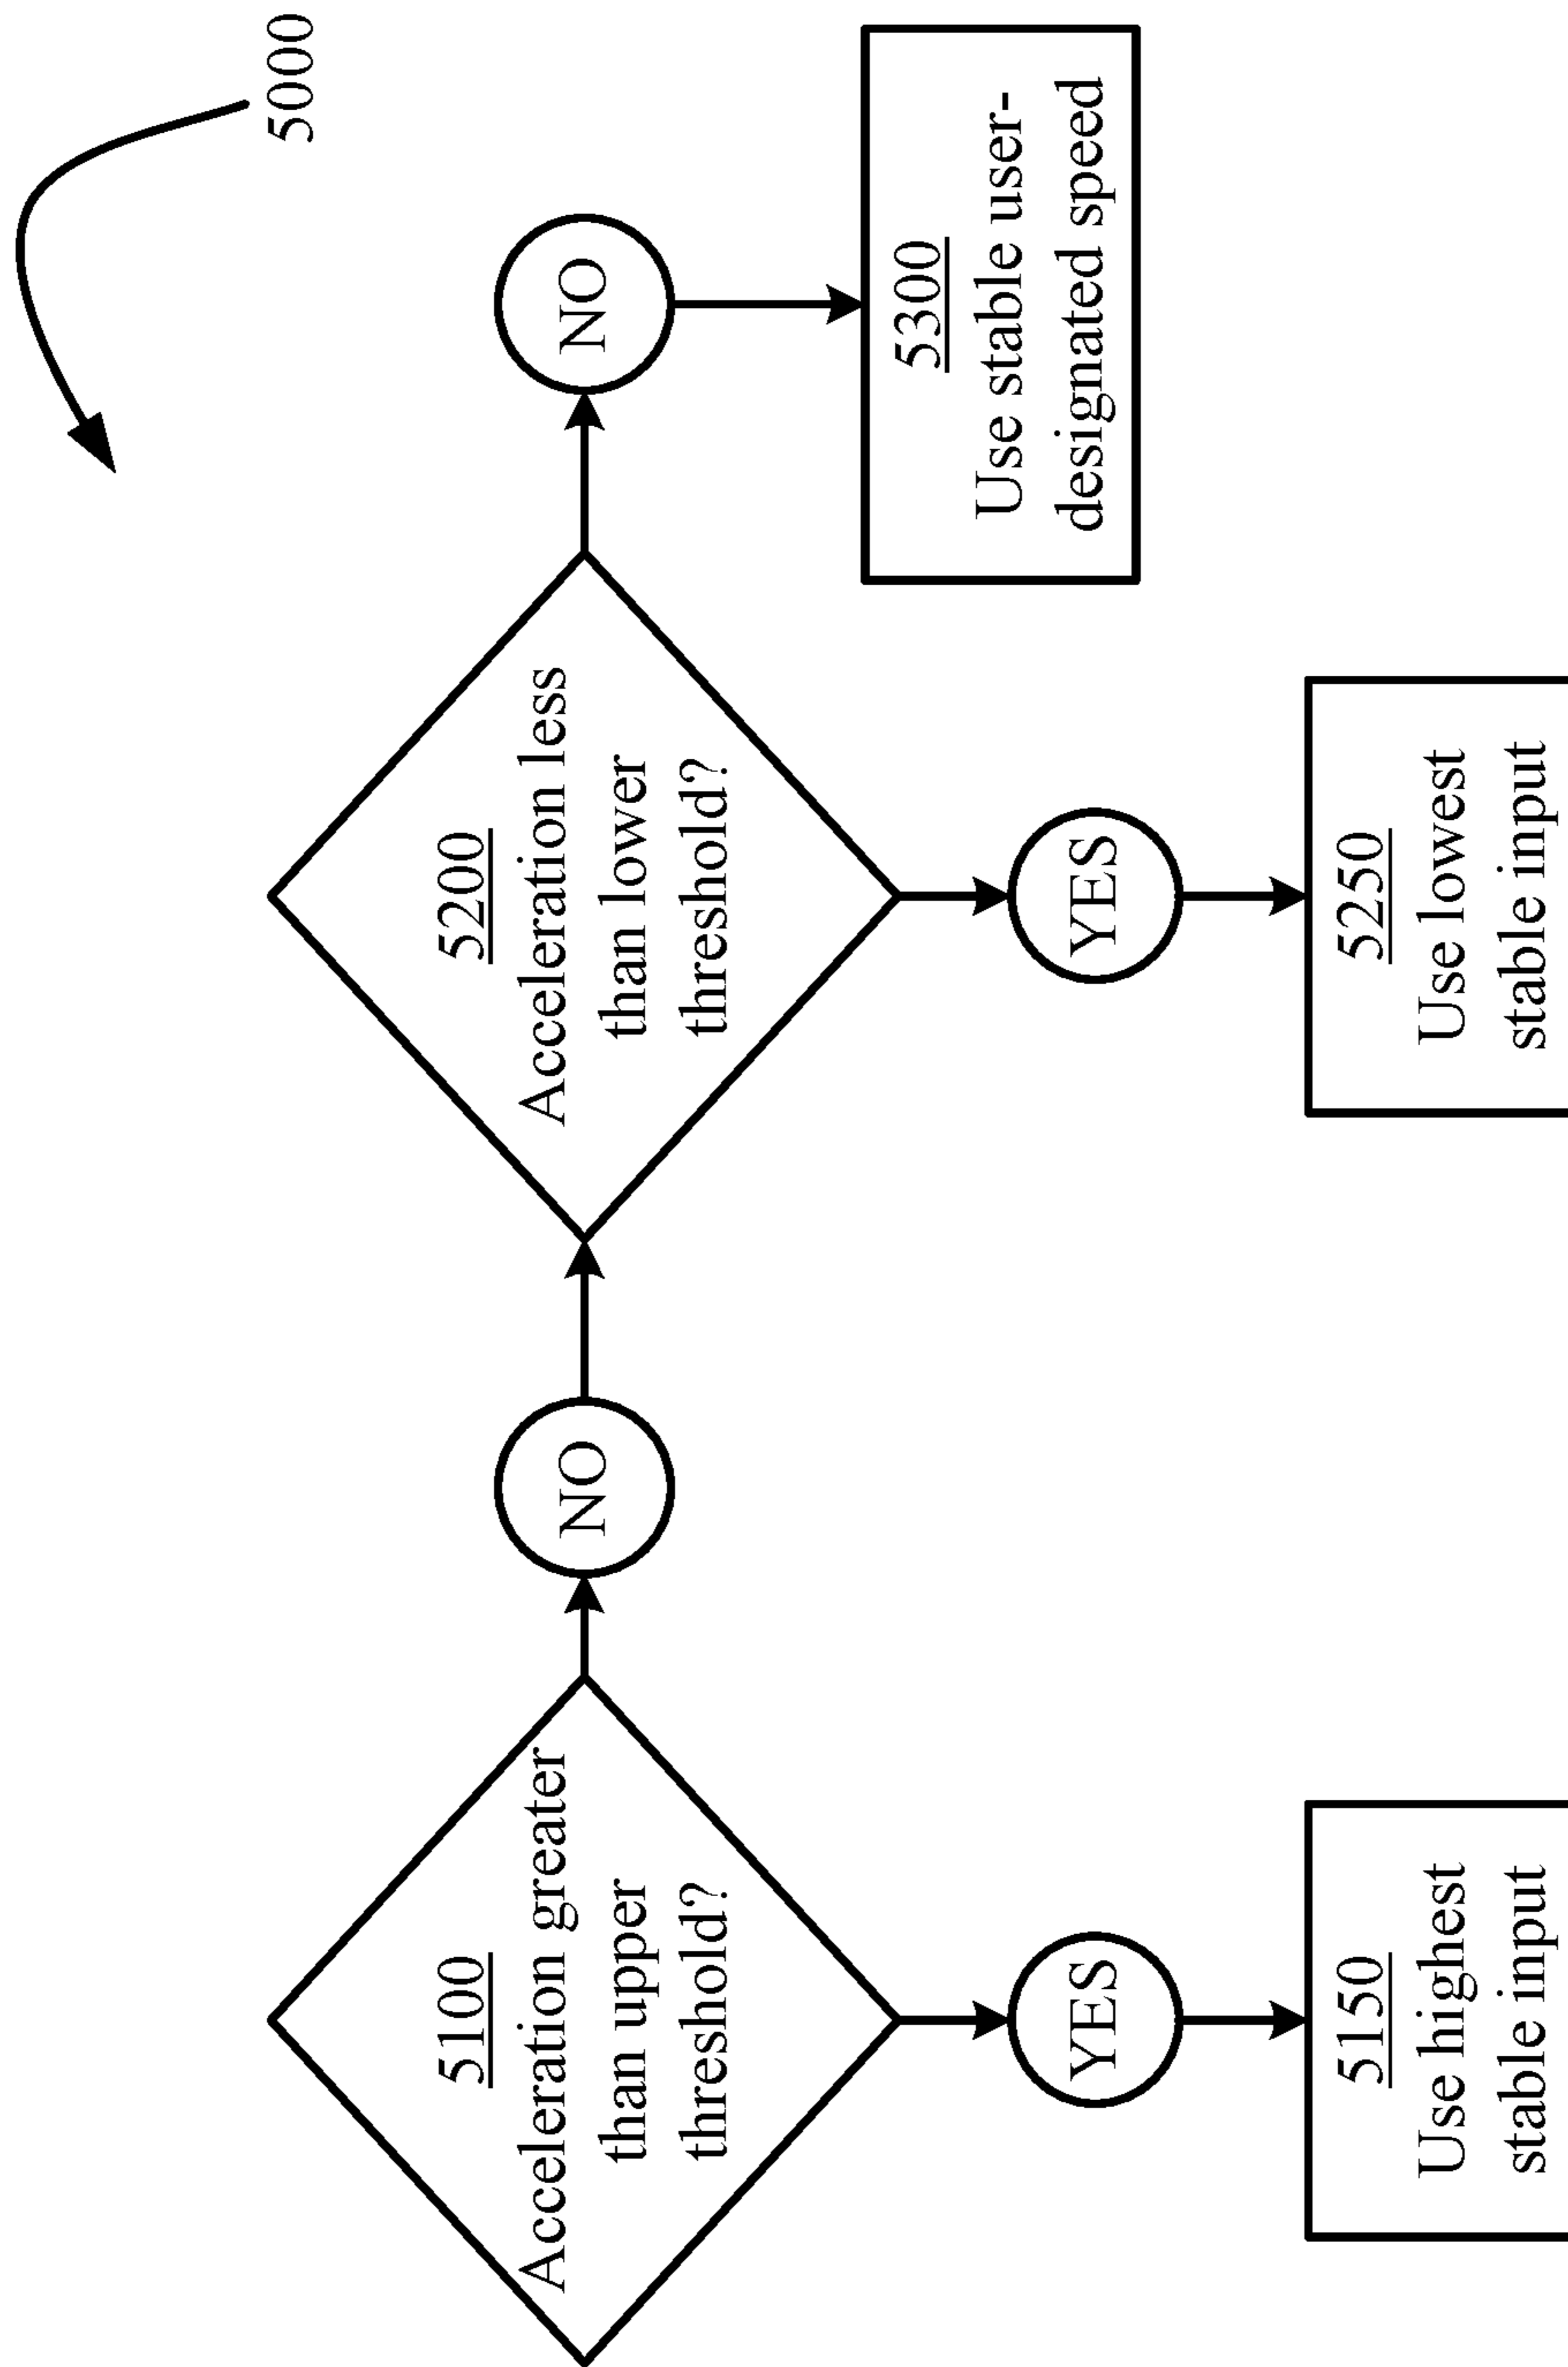 5000
5100
Acceleration greater
than upper
threshold?
NO
5200
Acceleration less
than lower
threshold?
NO
YES
YES
5300
Use stable user-
designated speed
5150
Use highest
stable input
5250
Use lowest
stable input